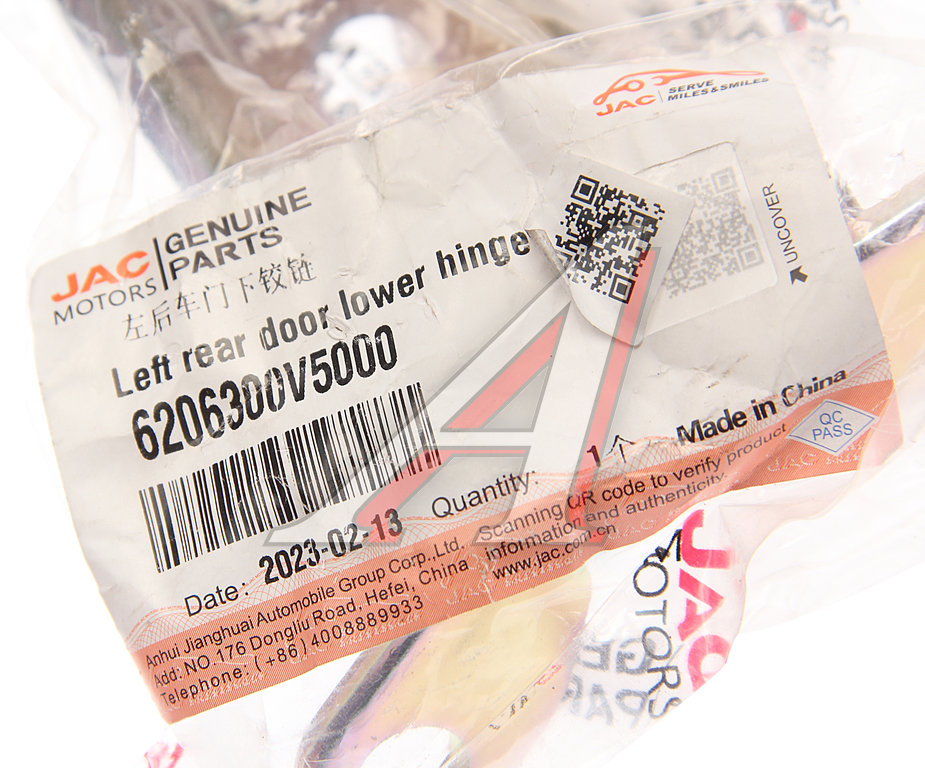 JAC SERVE
MILES&SMILES
JAC GENUINE
MOTORS PARTS
左后车门下铰链
Left rear door lower hinge
6206300V5000
UNCOVER
Quantity: 1个
Made in China
QC
PASS
Date: 2023-02-13
scanning QR code to verify product
information and authenticity.
www.jac.com.cn
Anhui Jianghuai Automobile Group Corp.,Ltd.
Add: NO.176 Dongliu Road, Hefei, China
Telephone: (+86) 4008889933
JAC
MOTORS